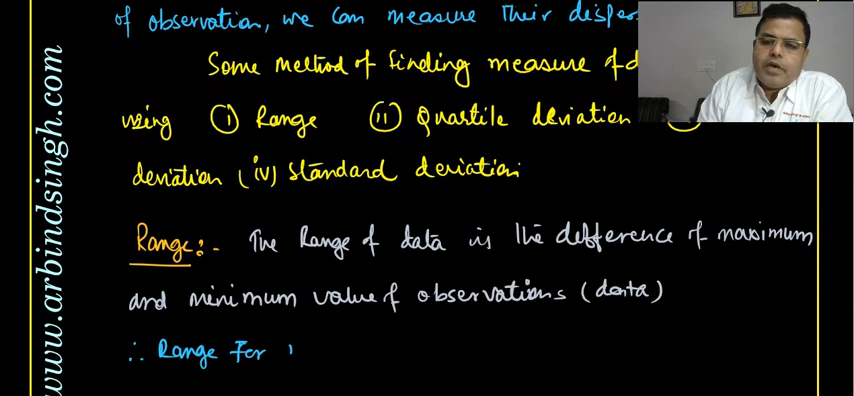 of observation, we can measure their
Some method of finding measure of
using (i) Range (ii) Quartile deviation
deviation (iv) Standard deviation
Range :- The Range of data is the difference of maximum
and minimum value of observations (data)
∴ Range For
www.arbindsingh.com